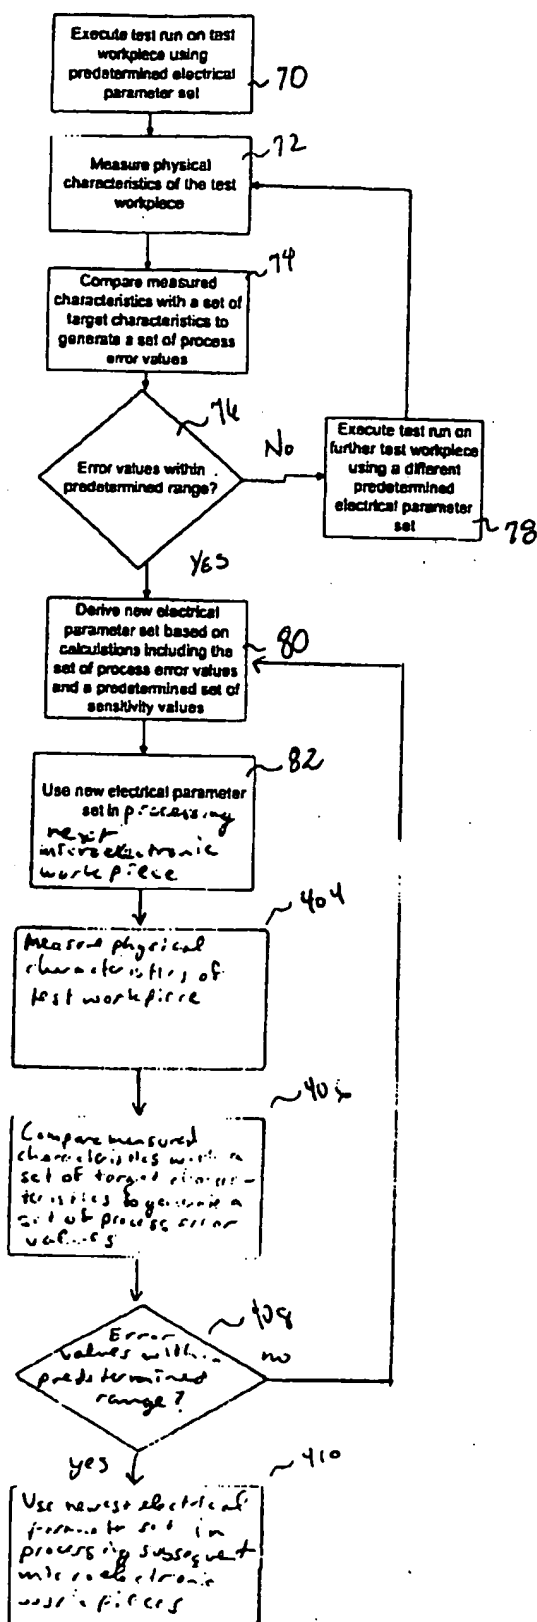 Execute test run on test
workpiece using
predetermined electrical
parameter set
70
72
Measure physical
characteristics of the test
workpiece
74
Compare measured
characteristics with a set of
target characteristics to
generate a set of process
error values
76
Error values within
predetermined range?
No
Execute test run on
further test workpiece
using a different
predetermined
electrical parameter
set
78
YES
Derive new electrical
parameter set based on
calculations including the
set of process error values
and a predetermined set of
sensitivity values
80
82
Use new electrical parameter
set in processing
next
microelectronic
workpiece
404
Measure physical
characteristics of
test workpiece
406
Compare measured
characteristics with a
set of target charac-
teristics to generate a
set of process error
values
408
Error
values within
predetermined
range?
no
yes
410
Use newest electrical
parameter set in
processing subsequent
microelectronic
workpieces